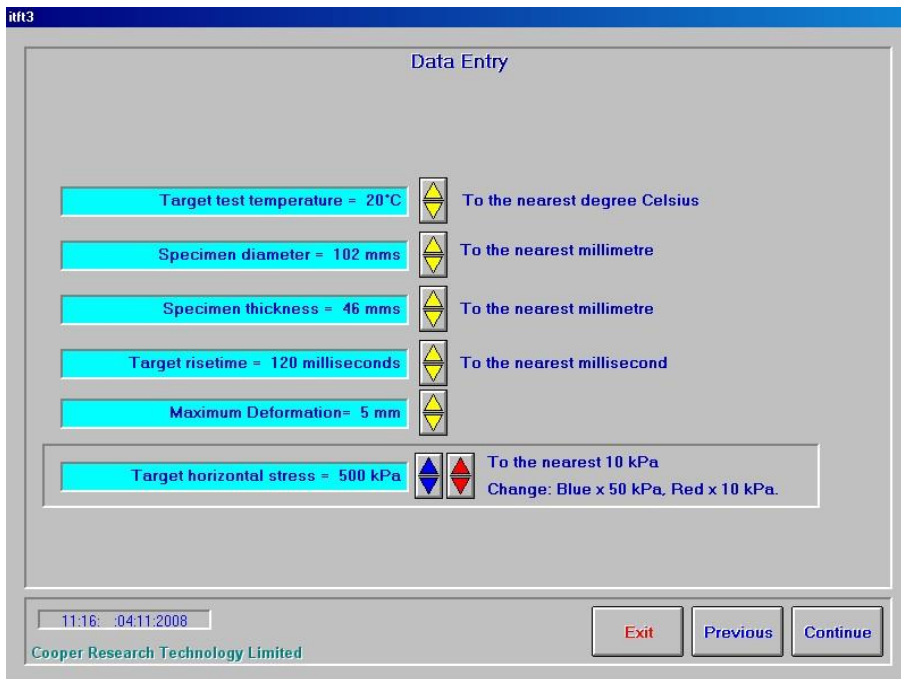 itft3
Data Entry
Target test temperature = 20°C To the nearest degree Celsius
Specimen diameter = 102 mms To the nearest millimetre
Specimen thickness = 46 mms To the nearest millimetre
Target risetime = 120 milliseconds To the nearest millisecond
Maximum Deformation= 5 mm
Target horizontal stress = 500 kPa To the nearest 10 kPa
Change: Blue x 50 kPa, Red x 10 kPa.
11:16: :04:11:2008
Exit Previous Continue
Cooper Research Technology Limited